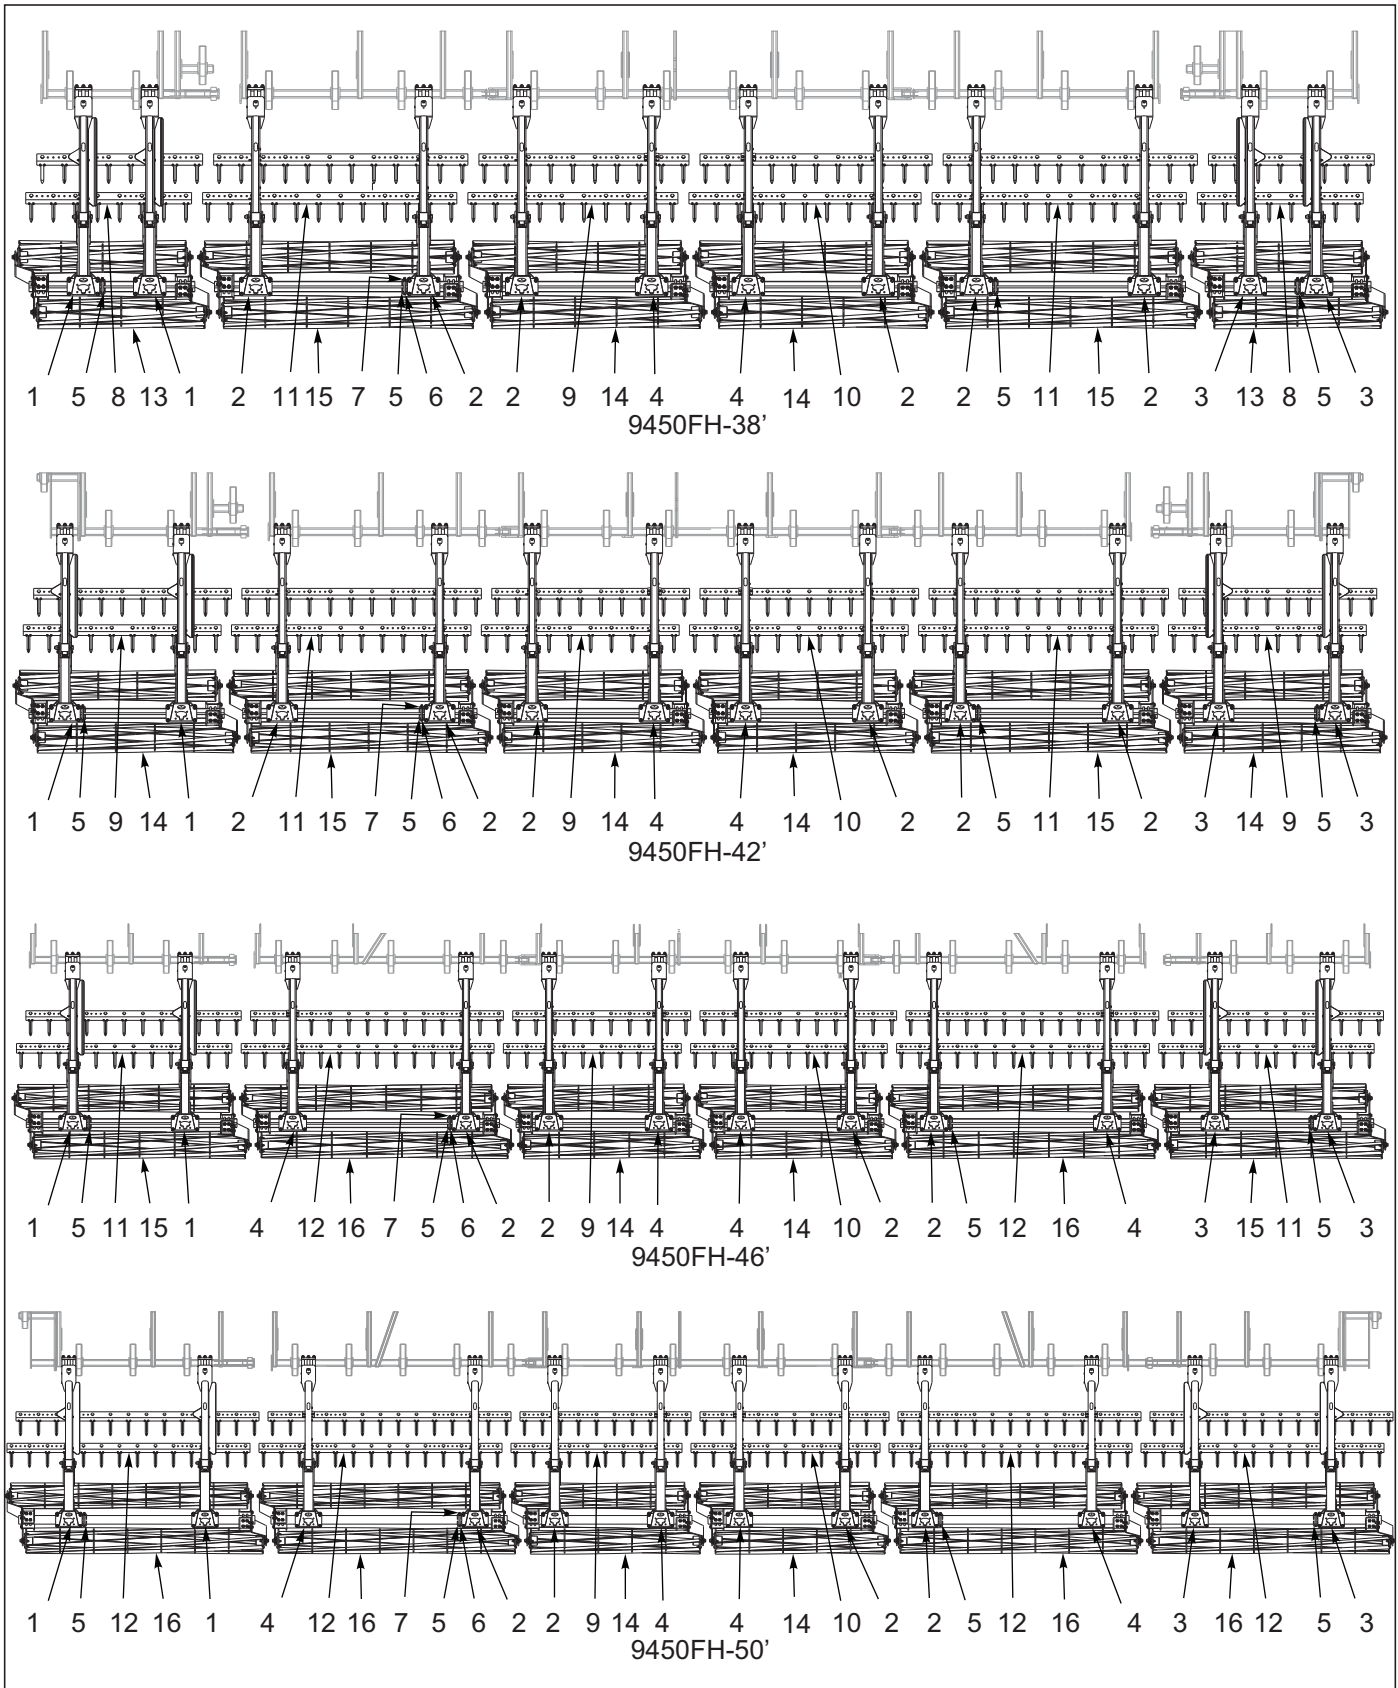 1 5 8 13 1 2 11 15 7 5 6 2 2 9 14 4 4 14 10 2 2 5 11 15 2 3 13 8 5 3
9450FH-38’
1 5 9 14 1 2 11 15 7 5 6 2 2 9 14 4 4 14 10 2 2 5 11 15 2 3 14 9 5 3
9450FH-42’
1 5 11 15 1 4 12 16 7 5 6 2 2 9 14 4 4 14 10 2 2 5 12 16 4 3 15 11 5 3
9450FH-46’
1 5 12 16 1 4 12 16 7 5 6 2 2 9 14 4 4 14 10 2 2 5 12 16 4 3 16 12 5 3
9450FH-50’